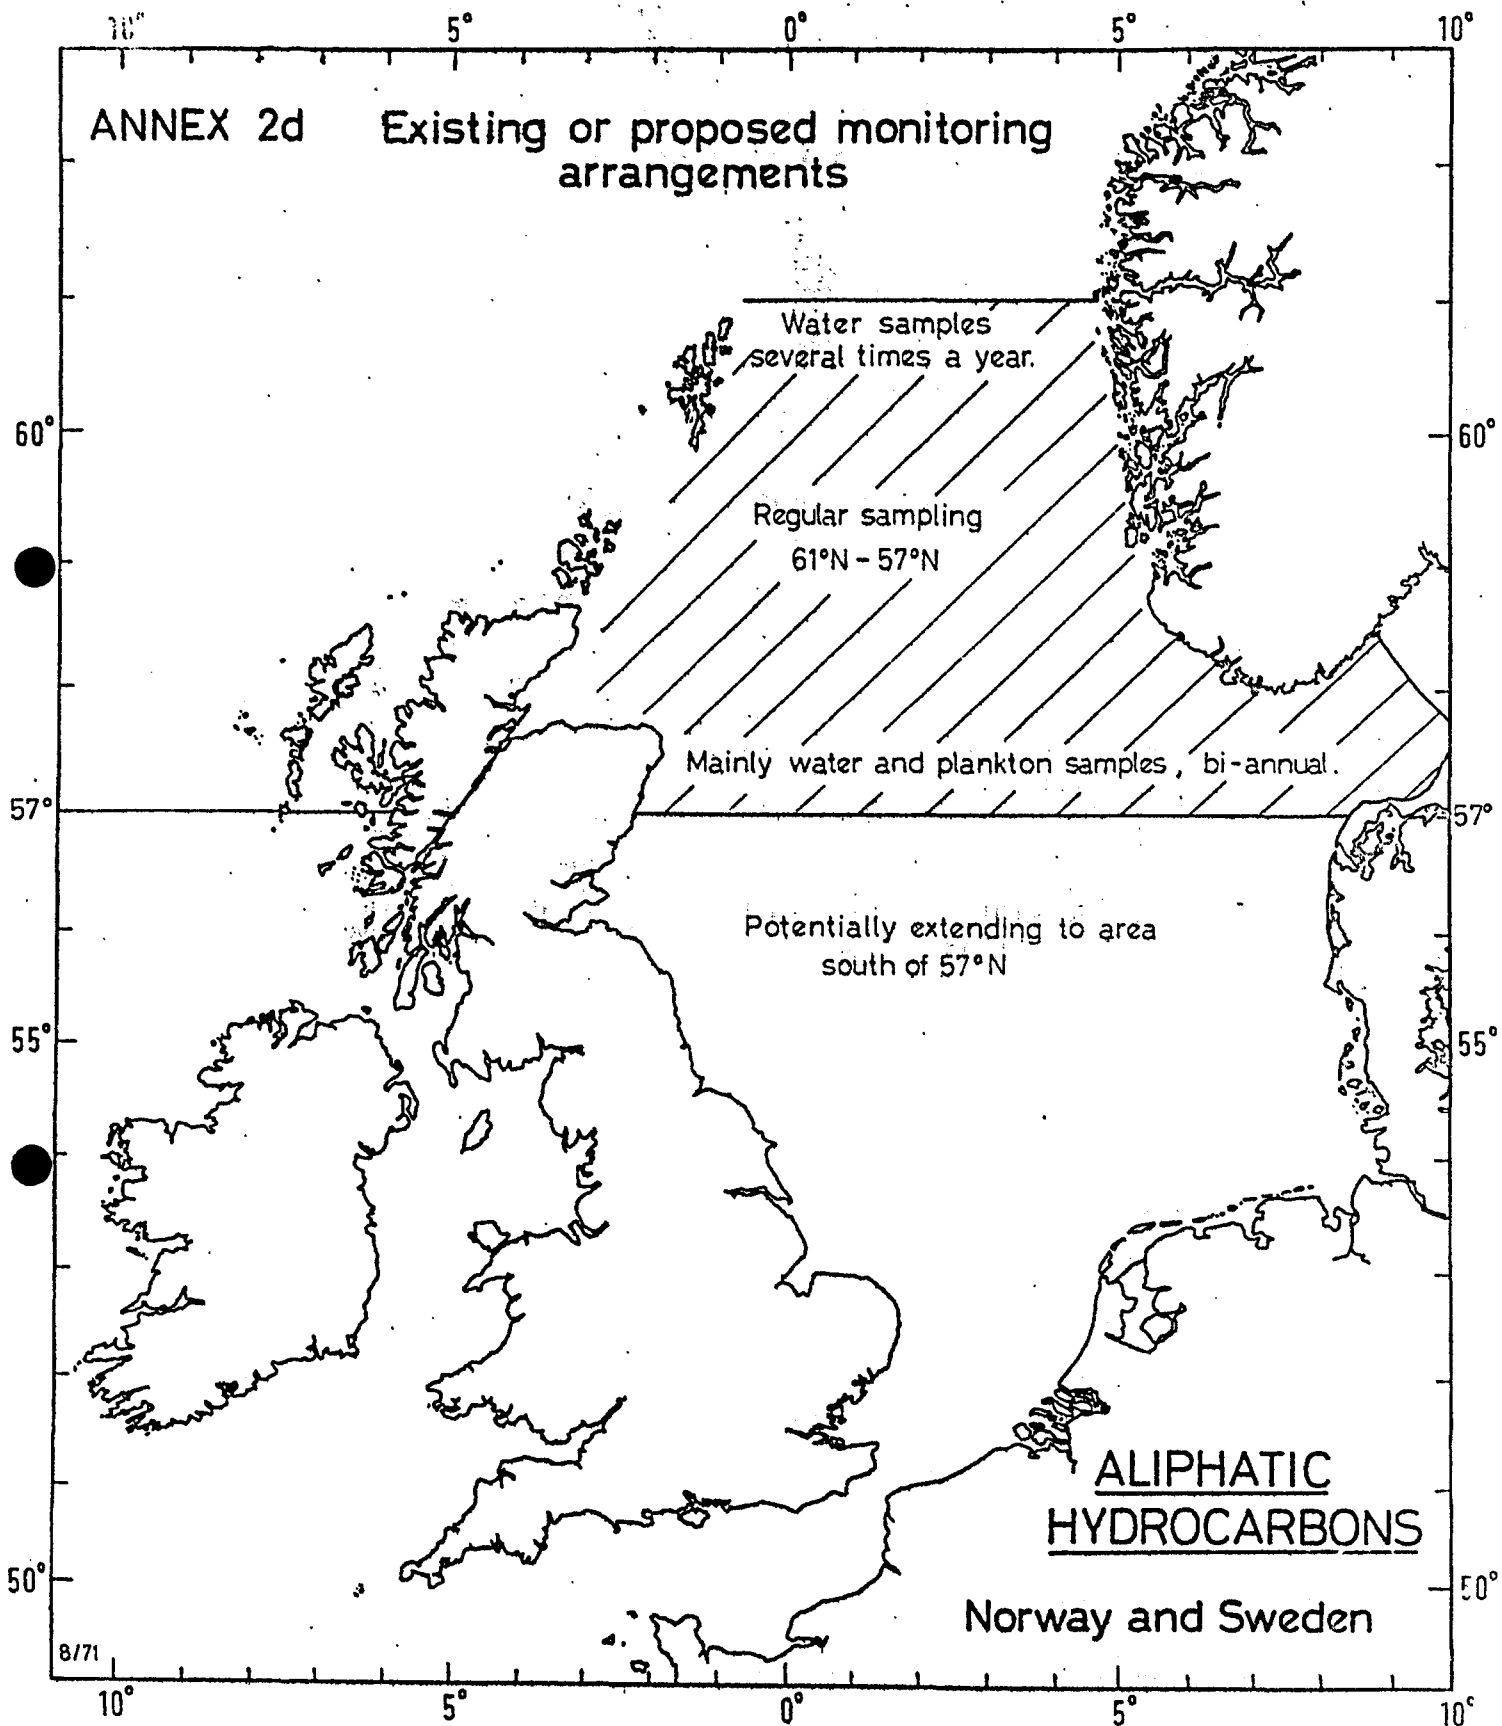 10° 5° 0° 5° 10°
ANNEX 2d Existing or proposed monitoring
arrangements
Water samples
several times a year.
60° 60°
Regular sampling
61°N – 57°N
Mainly water and plankton samples, bi-annual.
57° 57°
Potentially extending to area
south of 57°N
55° 55°
ALIPHATIC
HYDROCARBONS
50° 50°
Norway and Sweden
8/71
10° 5° 0° 5° 10°